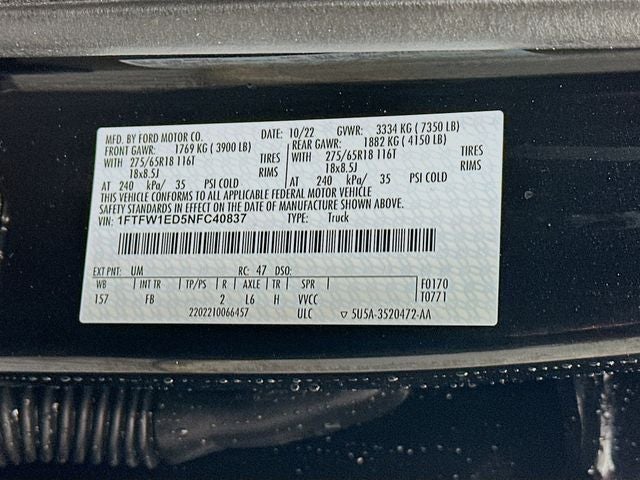 MFD. BY FORD MOTOR CO. DATE: 10/22 GVWR: 3334 KG ( 7350 LB)
FRONT GAWR: 1769 KG ( 3900 LB) REAR GAWR: 1882 KG ( 4150 LB)
WITH 275/65R18 116T TIRES WITH 275/65R18 116T TIRES
18x8.5J RIMS 18x8.5J RIMS
AT 240 kPa/ 35 PSI COLD AT 240 kPa/ 35 PSI COLD
THIS VEHICLE CONFORMS TO ALL APPLICABLE FEDERAL MOTOR VEHICLE
SAFETY STANDARDS IN EFFECT ON THE DATE OF MANUFACTURE SHOWN ABOVE.
VIN: 1FTFW1ED5NFC40837 TYPE: Truck
EXT PNT: UM RC: 47 DSO:
WB INT TR TP/PS R AXLE TR SPR F0170
157 FB 2 L6 H VVCC T0771
2202210066457 ULC ▽ 5U5A-3520472-AA